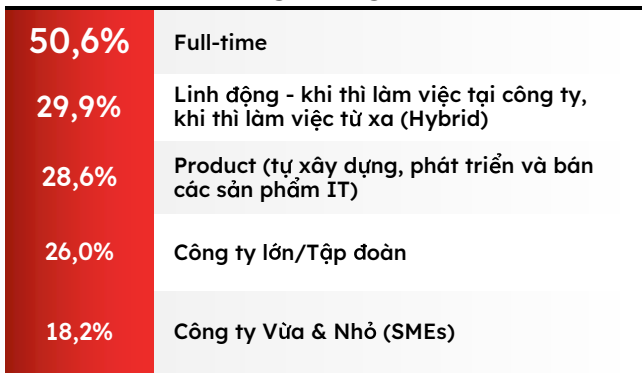 50,6% Full-time
29,9% Linh động - khi thì làm việc tại công ty,
khi thì làm việc từ xa (Hybrid)
28,6% Product (tự xây dựng, phát triển và bán
các sản phẩm IT)
26,0% Công ty lớn/Tập đoàn
18,2% Công ty Vừa & Nhỏ (SMEs)